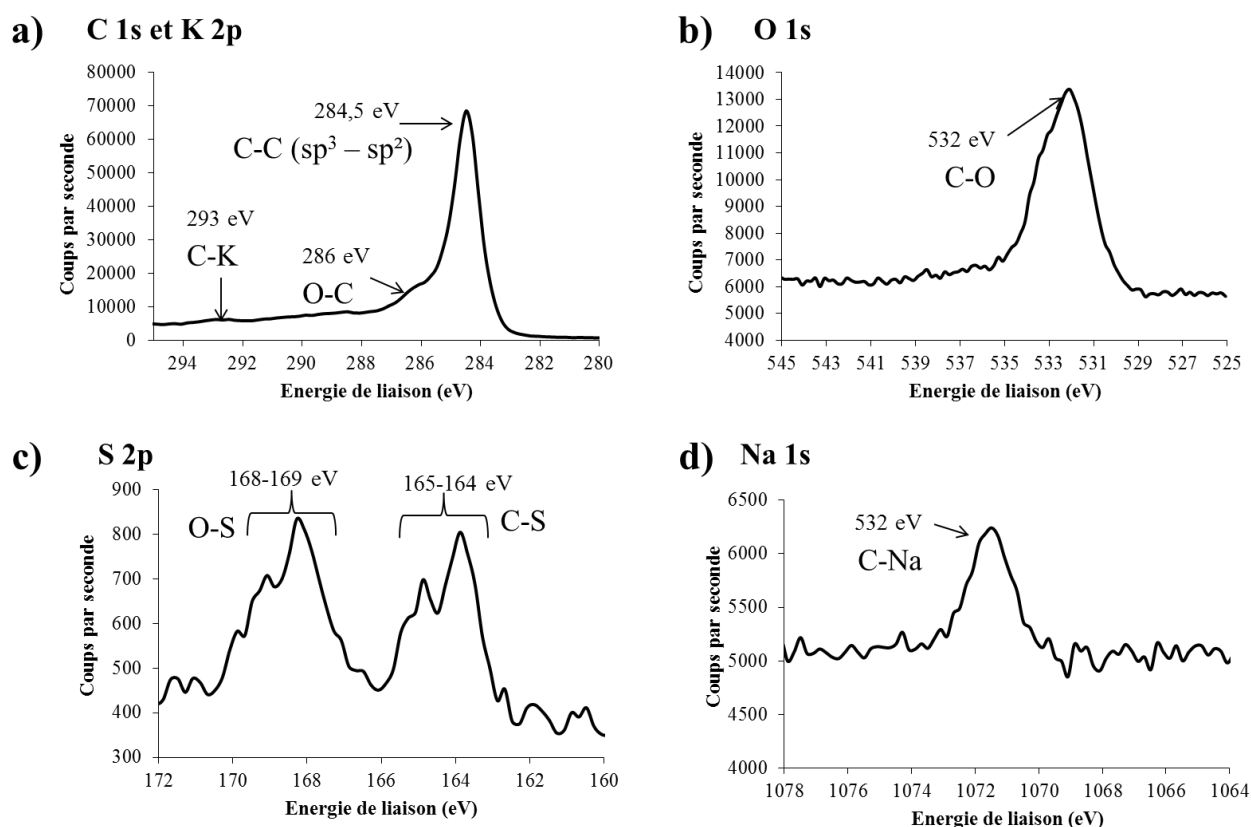 a) C 1s et K 2p
Coups par seconde
80000
70000
60000
50000
40000
30000
20000
10000
0
284,5 eV
C-C (sp³ – sp²)
293 eV
C-K
286 eV
O-C
294 292 290 288 286 284 282 280
Energie de liaison (eV)
b) O 1s
Coups par seconde
14000
13000
12000
11000
10000
9000
8000
7000
6000
5000
4000
532 eV
C-O
545 543 541 539 537 535 533 531 529 527 525
Energie de liaison (eV)
c) S 2p
Coups par seconde
900
800
700
600
500
400
300
168-169 eV
O-S
165-164 eV
C-S
172 170 168 166 164 162 160
Energie de liaison (eV)
d) Na 1s
Coups par seconde
6500
6000
5500
5000
4500
4000
532 eV
C-Na
1078 1076 1074 1072 1070 1068 1066 1064
Energie de liaison (eV)